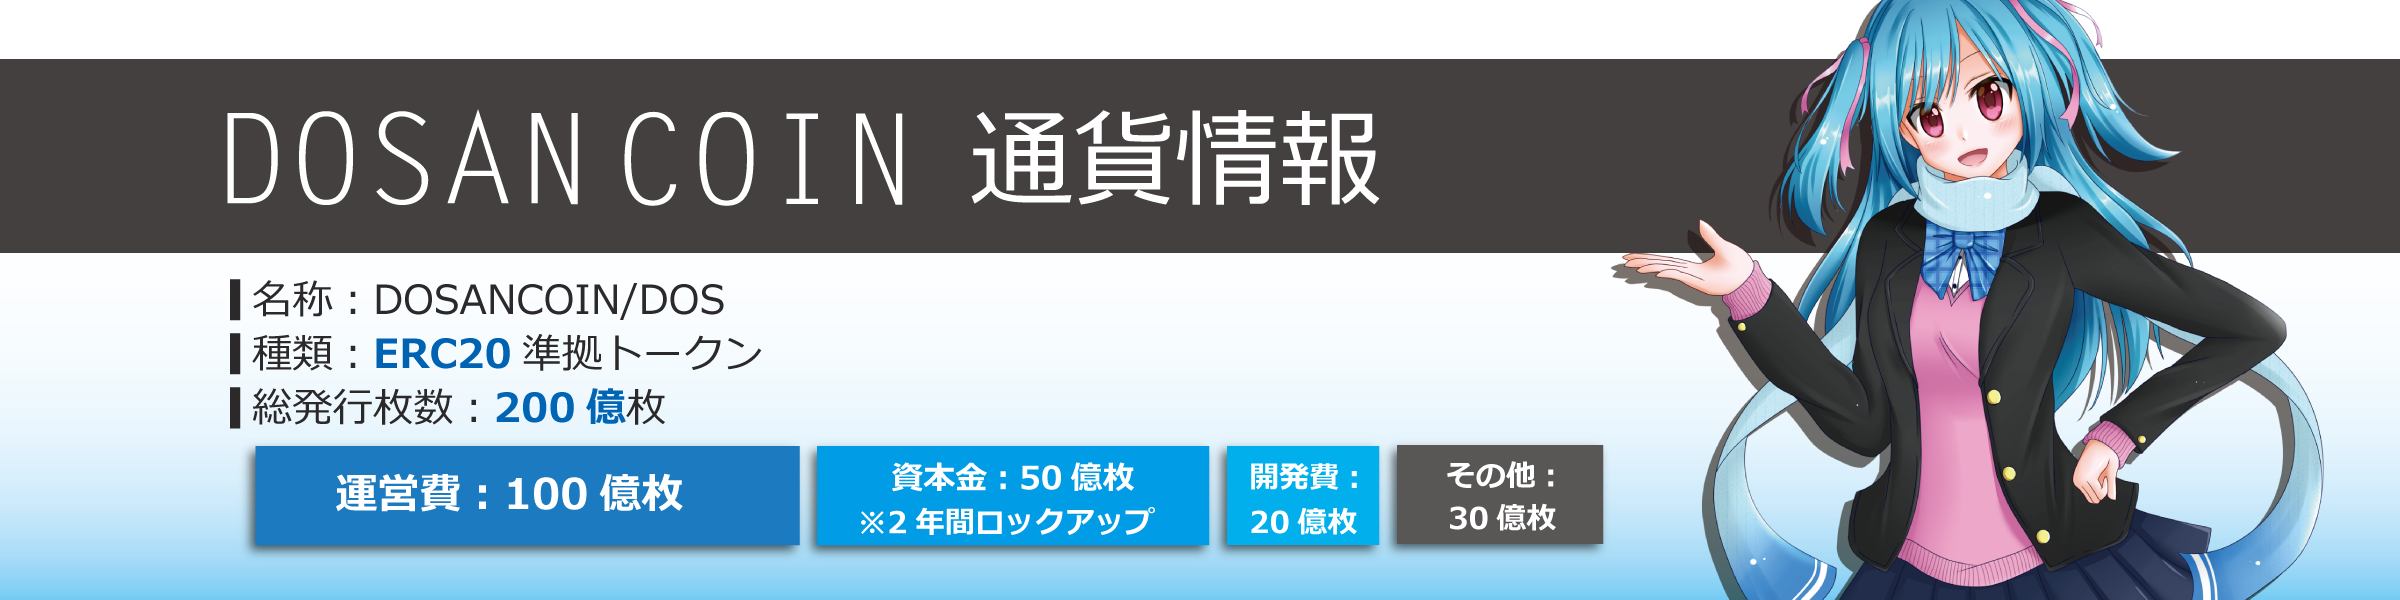 DOSAN COIN 通貨情報
名称：DOSANCOIN/DOS
種類：ERC20 準拠トークン
総発行枚数：200 億枚
運営費：100 億枚
資本金：50 億枚
※2 年間ロックアップ
開発費：
20 億枚
その他：
30 億枚